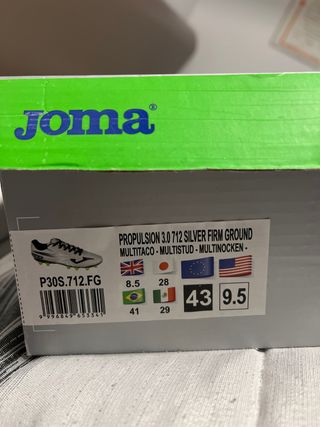 Joma®
PROPULSION 3.0 712 SILVER FIRM GROUND
MULTITACO - MULTISTUD - MULTINOCKEN -
P30S.712.FG
8.5 28 43 9.5
41 29
9996849653341